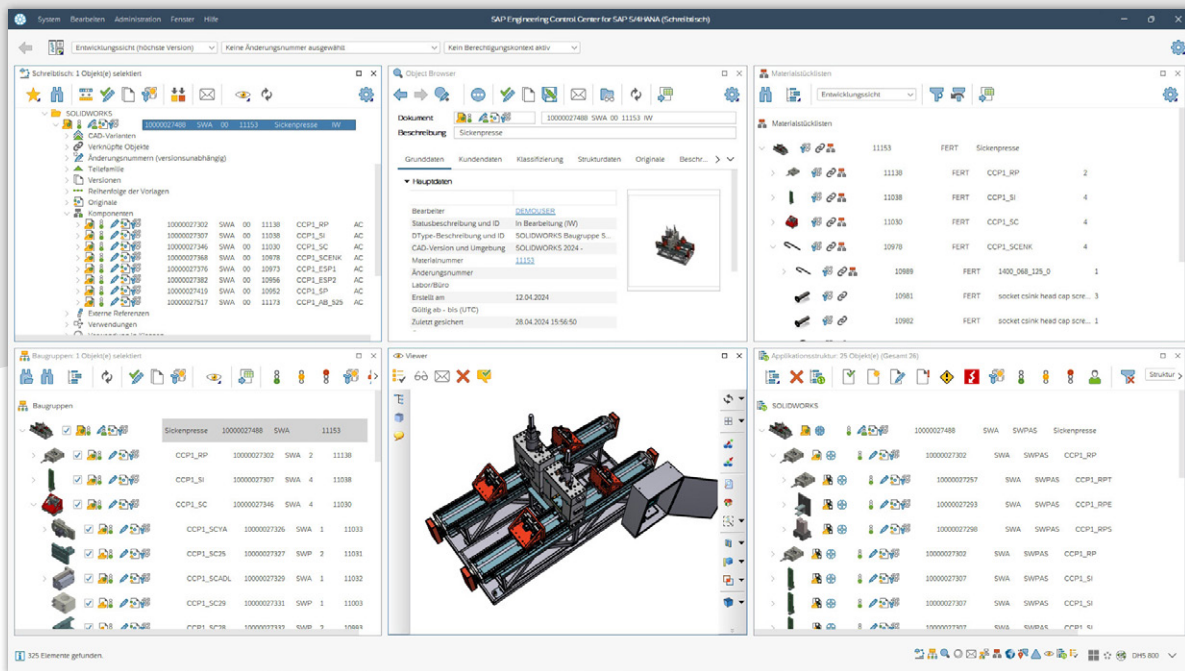 System Bearbeiten Administration Fenster Hilfe SAP Engineering Control Center for SAP S/4HANA (Schreibtisch)
Entwicklungssicht (höchste Version) Keine Änderungsnummer ausgewählt Kein Berechtigungskontext aktiv
Schreibtisch: 1 Objekt(e) selektiert
SOLIDWORKS
10000027488 SWA 00 11153 Sickenpresse IW
CAD-Varianten
Verknüpfte Objekte
Änderungsnummern (versionsunabhängig)
Teilefamilie
Versionen
Reihenfolge der Vorlagen
Originale
Komponenten
10000027302 SWA 00 11138 CCP1_RP AC
10000027307 SWA 00 11038 CCP1_SI AC
10000027346 SWA 00 11030 CCP1_SC AC
10000027368 SWA 00 10978 CCP1_SCENK AC
10000027376 SWA 00 10973 CCP1_ESP1 AC
10000027382 SWA 00 10956 CCP1_ESP2 AC
10000027410 SWA 00 10952 CCP1_SP AC
10000027517 SWA 00 11173 CCP1_AB_525 AC
Externe Referenzen
Verwendungen
Object Browser
Dokument 10000027488 SWA 00 11153 IW
Beschreibung Sickenpresse
Grunddaten Kundendaten Klassifizierung Strukturdaten Originale Beschr...
Hauptdaten
Bearbeiter DEMOUSER
Statusbeschreibung und ID In Bearbeitung (IW)
DType-Beschreibung und ID SOLIDWORKS Baugruppe S...
CAD-Version und Umgebung SOLIDWORKS 2024 -
Materialnummer 11153
Änderungsnummer
Labor/Büro
Erstellt am 12.04.2024
Gültig ab - bis (UTC)
Zuletzt gesichert 28.04.2024 15:56:50
Materialstücklisten
Entwicklungssicht
Materialstücklisten
11153 FERT Sickenpresse
11138 FERT CCP1_RP 2
11038 FERT CCP1_SI 4
11030 FERT CCP1_SC 4
10978 FERT CCP1_SCENK 4
10989 FERT 1400_068_125_0 1
10981 FERT socket csink head cap scre... 3
10982 FERT socket csink head cap scre... 1
Baugruppen: 1 Objekt(e) selektiert
Baugruppen
Sickenpresse 10000027488 SWA 11153
CCP1_RP 10000027302 SWA 2 11138
CCP1_SI 10000027307 SWA 4 11038
CCP1_SC 10000027346 SWA 4 11030
CCP1_SCYA 10000027326 SWA 1 11033
CCP1_SC25 10000027327 SWP 2 11031
CCP1_SCADL 10000027329 SWA 1 11032
CCP1_SC29 10000027331 SWP 1 11003
CCP1_SC28 10000027332 SWP 2 10993
Viewer
Applikationsstruktur: 25 Objekt(e) (Gesamt 26)
Struktur
SOLIDWORKS
10000027488 SWA SWPAS Sickenpresse
10000027302 SWA SWPAS CCP1_RP
10000027257 SWA SWPAS CCP1_RPT
10000027293 SWA SWPAS CCP1_RPE
10000027298 SWA SWPAS CCP1_RPS
10000027302 SWA SWPAS CCP1_RP
10000027307 SWA SWPAS CCP1_SI
10000027307 SWA SWPAS CCP1_SI
10000027307 SWA SWPAS CCP1_SI
325 Elemente gefunden. DHS 800